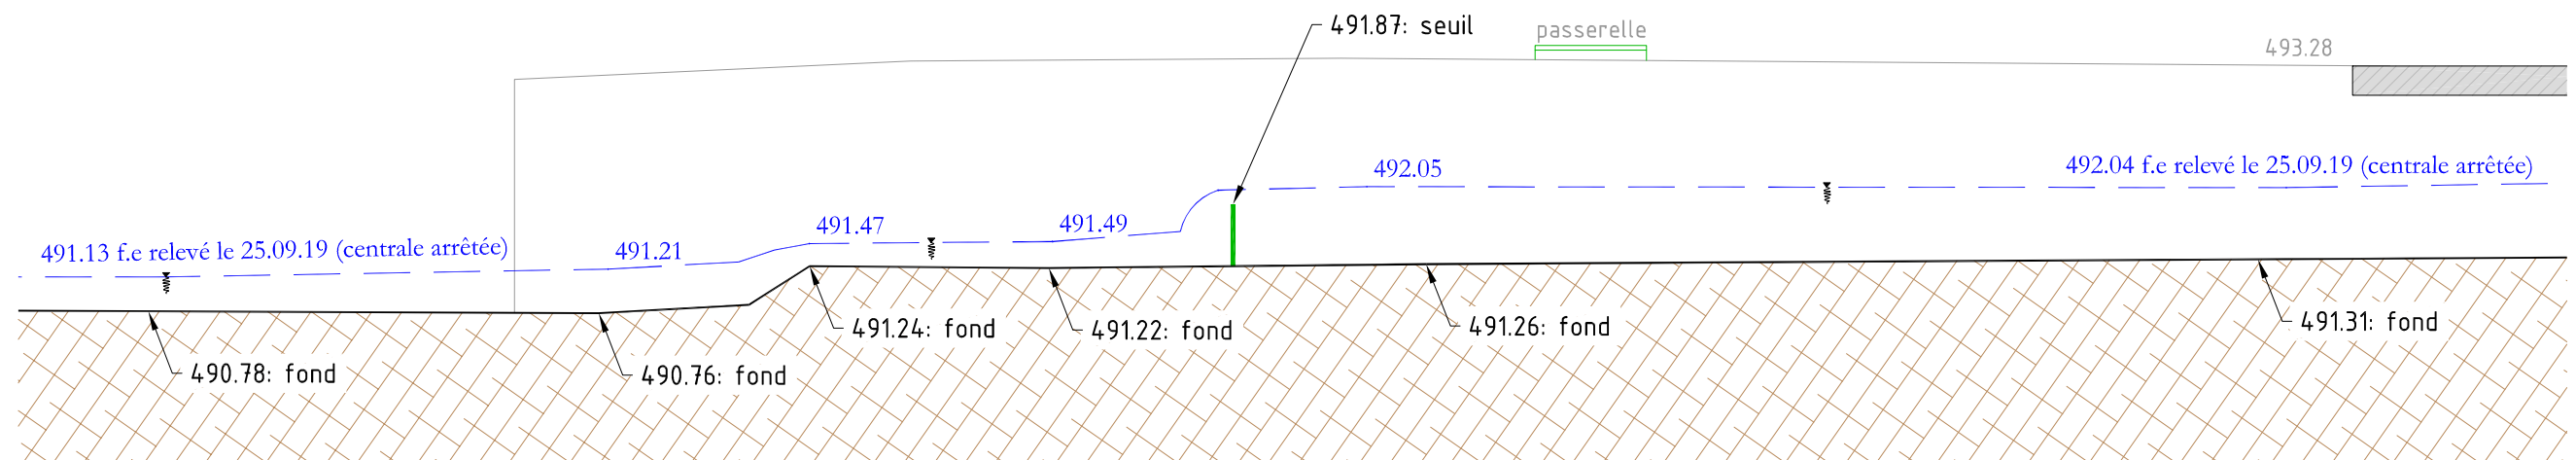 491.87: seuil
passerelle
493.28
492.05
492.04 f.e relevé le 25.09.19 (centrale arrêtée)
491.47
491.49
491.13 f.e relevé le 25.09.19 (centrale arrêtée)
491.21
491.24: fond
491.22: fond
491.26: fond
491.31: fond
490.78: fond
490.76: fond